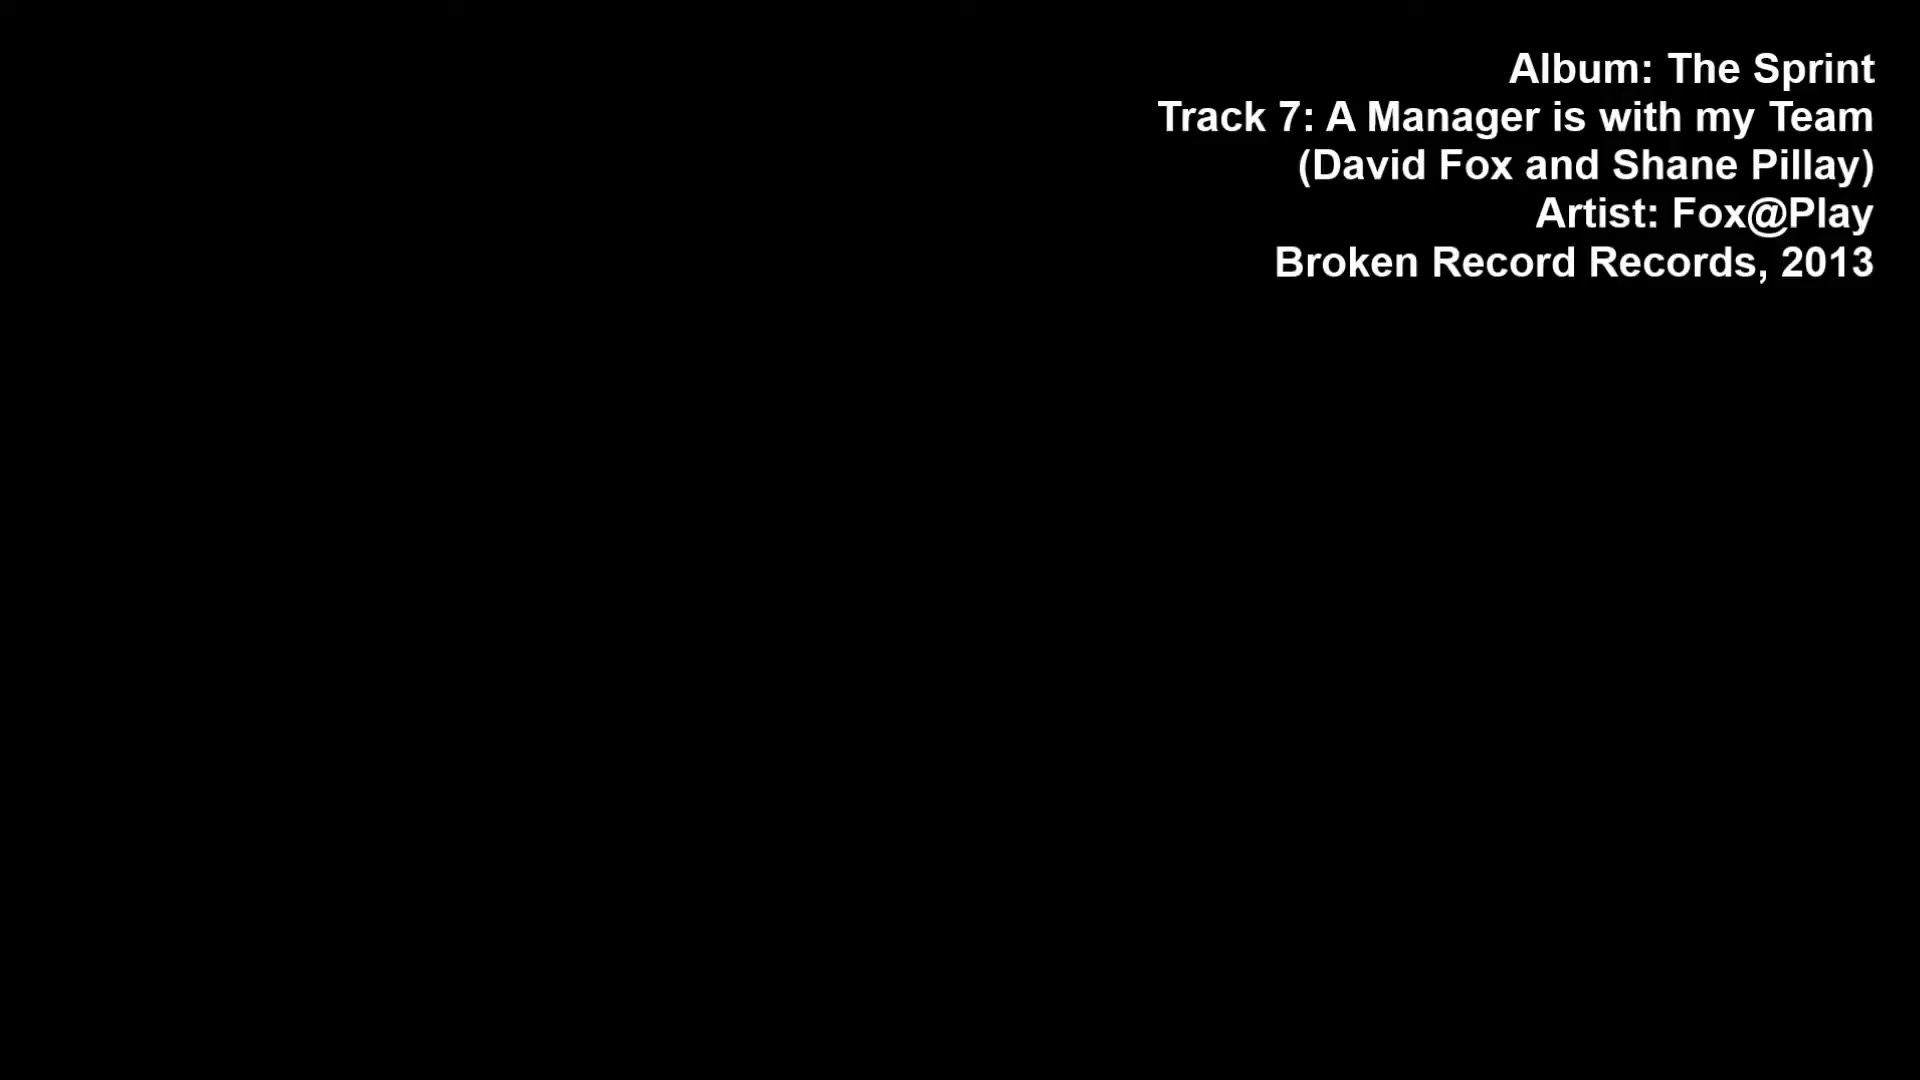 Album: The Sprint
Track 7: A Manager is with my Team
(David Fox and Shane Pillay)
Artist: Fox@Play
Broken Record Records, 2013